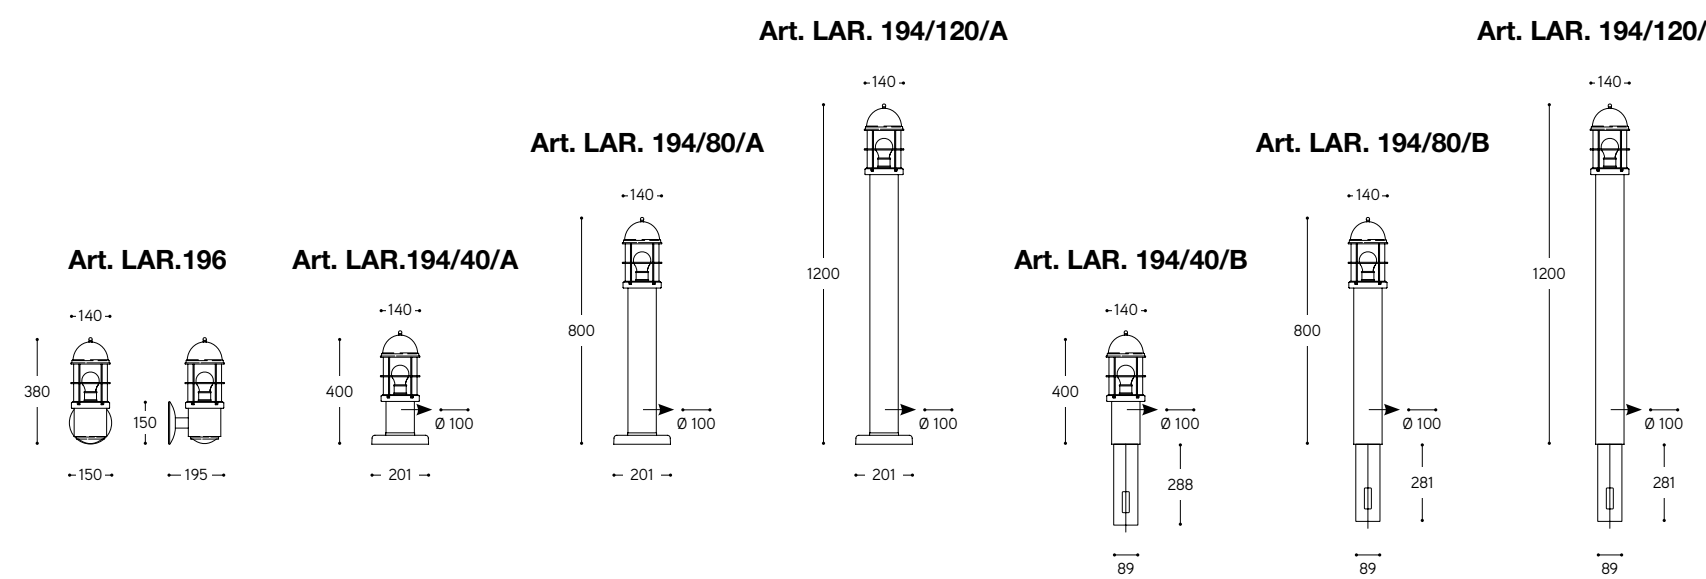 Art. LAR.196
140
380
150
150
195
Art. LAR.194/40/A
140
400
Ø 100
201
Art. LAR. 194/80/A
140
800
Ø 100
201
Art. LAR. 194/120/A
140
1200
Ø 100
201
Art. LAR. 194/40/B
140
400
Ø 100
288
89
Art. LAR. 194/80/B
140
800
Ø 100
281
89
Art. LAR. 194/120/
140
1200
Ø 100
281
89